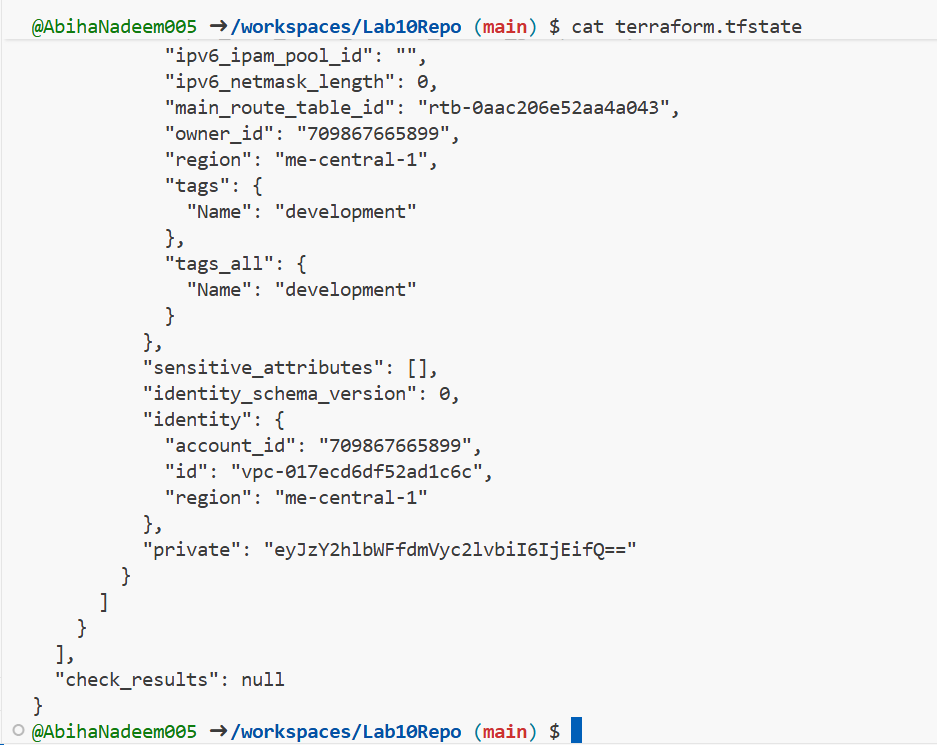 @AbihaNadeem005 →/workspaces/Lab10Repo (main) $ cat terraform.tfstate
            "ipv6_ipam_pool_id": "",
            "ipv6_netmask_length": 0,
            "main_route_table_id": "rtb-0aac206e52aa4a043",
            "owner_id": "709867665899",
            "region": "me-central-1",
            "tags": {
              "Name": "development"
            },
            "tags_all": {
              "Name": "development"
            }
          },
          "sensitive_attributes": [],
          "identity_schema_version": 0,
          "identity": {
            "account_id": "709867665899",
            "id": "vpc-017ecd6df52ad1c6c",
            "region": "me-central-1"
          },
          "private": "eyJzY2hlbWFfdmVyc2lvbiI6IjEifQ=="
        }
      ]
    }
  ],
  "check_results": null
}
@AbihaNadeem005 →/workspaces/Lab10Repo (main) $